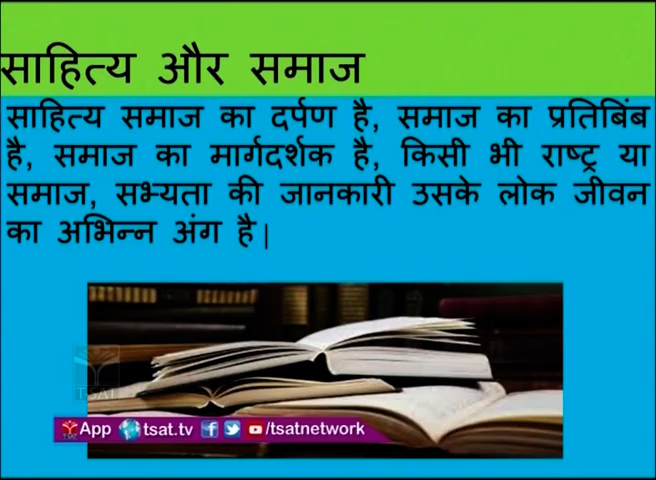 साहित्य और समाज
साहित्य समाज का दर्पण है, समाज का प्रतिबिंब
है, समाज का मार्गदर्शक है, किसी भी राष्ट्र या
समाज, सभ्यता की जानकारी उसके लोक जीवन
का अभिन्न अंग है|
TSAT
App tsat.tv /tsatnetwork